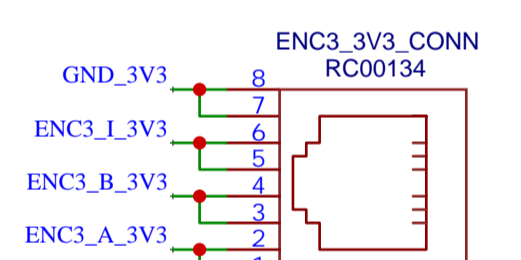 ENC3_3V3_CONN
RC00134
GND_3V3 8
7
ENC3_I_3V3 6
5
ENC3_B_3V3 4
3
ENC3_A_3V3 2